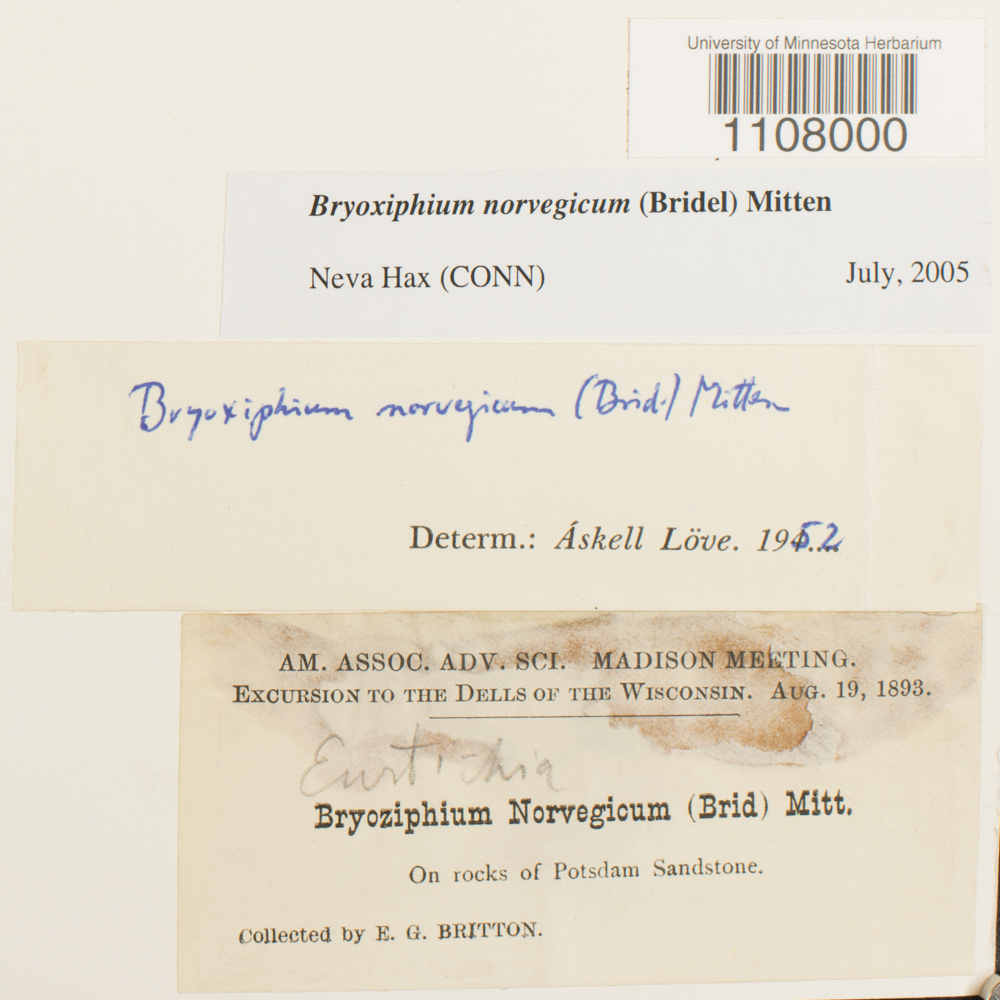 University of Minnesota Herbarium
1108000
Bryoxiphium norvegicum (Bridel) Mitten
Neva Hax (CONN) July, 2005
Bryoxiphium norvegicum (Brid.) Mitten
Determ.: Áskell Löve. 1952
AM. ASSOC. ADV. SCI. MADISON MEETING.
EXCURSION TO THE DELLS OF THE WISCONSIN. AUG. 19, 1893.
Eustichia
Bryoziphium Norvegicum (Brid) Mitt.
On rocks of Potsdam Sandstone.
Collected by E. G. BRITTON.